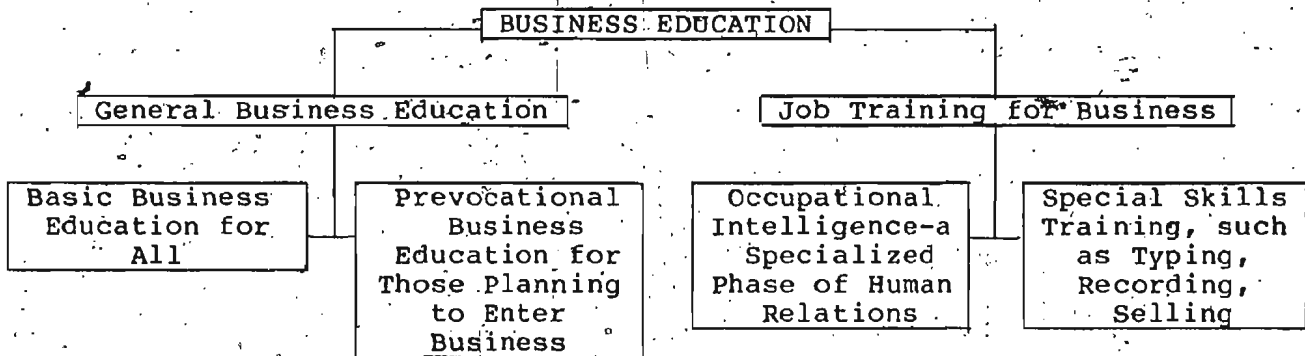 BUSINESS EDUCATION
General Business Education
Job Training for Business
Basic Business
Education for
All
Prevocational
Business
Education for
Those Planning
to Enter
Business
Occupational
Intelligence-a
Specialized
Phase of Human
Relations
Special Skills
Training, such
as Typing,
Recording,
Selling